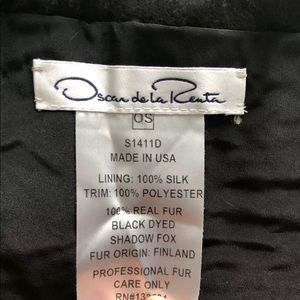 Oscar de la Renta
OS
S1411D
MADE IN USA
LINING: 100% SILK
TRIM: 100% POLYESTER
100% REAL FUR
BLACK DYED
SHADOW FOX
FUR ORIGIN: FINLAND
PROFESSIONAL FUR
CARE ONLY